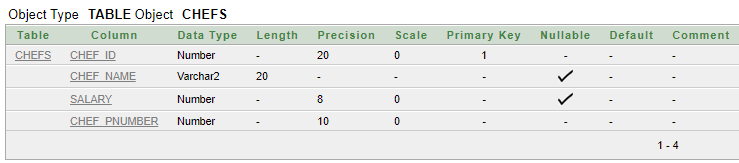 Object Type TABLE Object CHEFS
Table Column Data Type Length Precision Scale Primary Key Nullable Default Comment
CHEFS CHEF_ID Number - 20 0 1 - - -
CHEF_NAME Varchar2 20 - - - ✓ - -
SALARY Number - 8 0 - ✓ - -
CHEF_PNUMBER Number - 10 0 - - - -
1 - 4